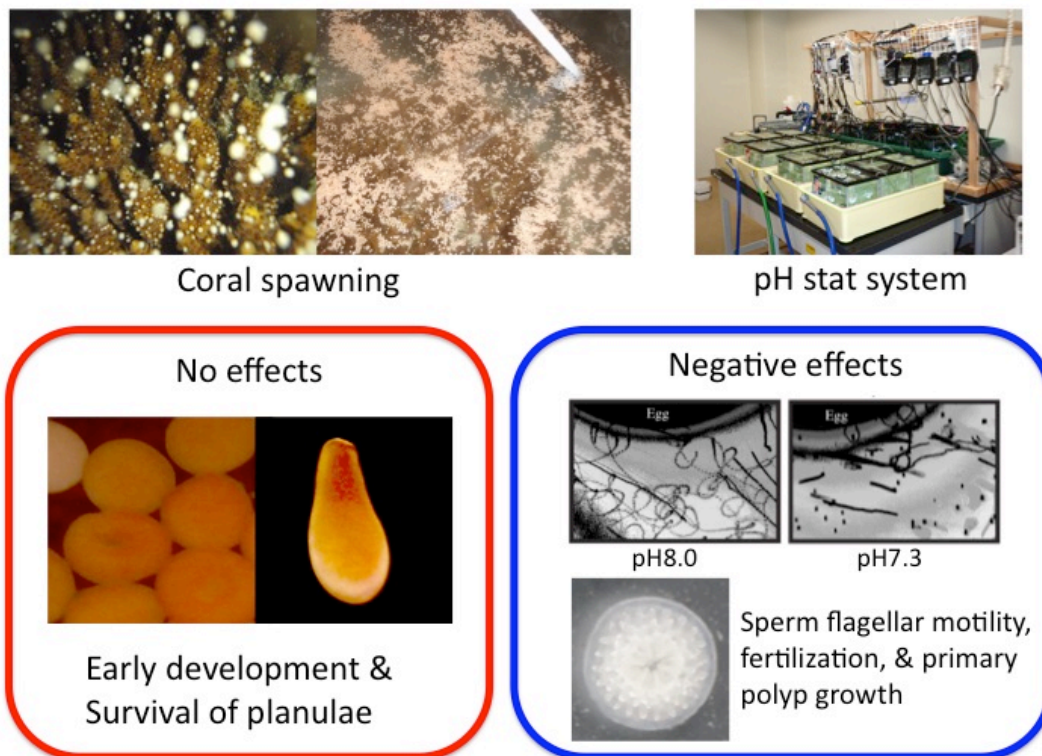 Coral spawning
pH stat system
No effects
Early development &
Survival of planulae
Negative effects
Egg
Egg
pH8.0
pH7.3
Sperm flagellar motility,
fertilization, & primary
polyp growth